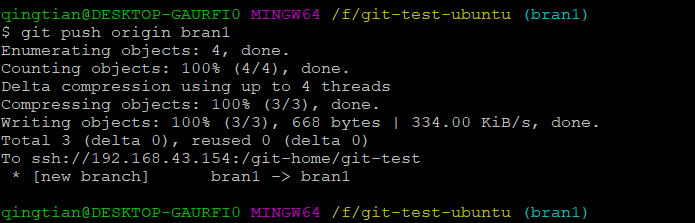 qingtian@DESKTOP-GAURFI0 MINGW64 /f/git-test-ubuntu (bran1)
$ git push origin bran1
Enumerating objects: 4, done.
Counting objects: 100% (4/4), done.
Delta compression using up to 4 threads
Compressing objects: 100% (3/3), done.
Writing objects: 100% (3/3), 668 bytes | 334.00 KiB/s, done.
Total 3 (delta 0), reused 0 (delta 0)
To ssh://192.168.43.154:/git-home/git-test
 * [new branch]      bran1 -> bran1
qingtian@DESKTOP-GAURFI0 MINGW64 /f/git-test-ubuntu (bran1)